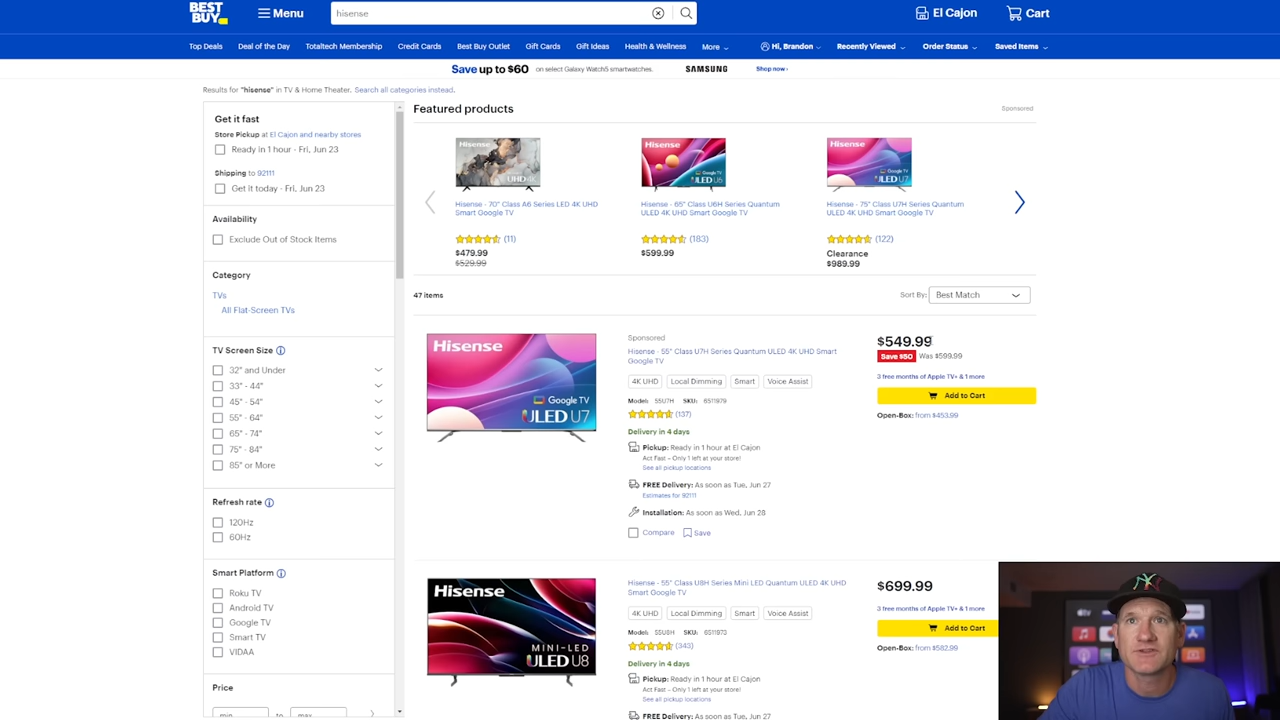 BEST BUY
Menu
hisense
El Cajon
Cart
Top Deals
Deal of the Day
Totaltech Membership
Credit Cards
Best Buy Outlet
Gift Cards
Gift Ideas
Health & Wellness
More
Hi, Brandon
Recently Viewed
Order Status
Saved Items
Save up to $60 on select Galaxy Watch5 smartwatches.
SAMSUNG
Shop now ›
Results for "hisense" in TV & Home Theater. Search all categories instead.
Get it fast
Store Pickup at El Cajon and nearby stores
Ready in 1 hour - Fri, Jun 23
Shipping to 92111
Get it today - Fri, Jun 23
Availability
Exclude Out of Stock Items
Category
TVs
All Flat-Screen TVs
TV Screen Size
32" and Under
33" - 44"
45" - 54"
55" - 64"
65" - 74"
75" - 84"
85" or More
Refresh rate
120Hz
60Hz
Smart Platform
Roku TV
Android TV
Google TV
Smart TV
VIDAA
Price
min
to
max
Featured products
Sponsored
Hisense
UHD 4K
Hisense - 70" Class A6 Series LED 4K UHD
Smart Google TV
(11)
$479.99
$529.99
Hisense
Google TV
ULED U6
Hisense - 65" Class U6H Series Quantum
ULED 4K UHD Smart Google TV
(183)
$599.99
Hisense
ULED U7
Hisense - 75" Class U7H Series Quantum
ULED 4K UHD Smart Google TV
(122)
Clearance
$989.99
47 items
Sort By:
Best Match
Hisense
Google TV
ULED U7
Sponsored
Hisense - 55" Class U7H Series Quantum ULED 4K UHD Smart
Google TV
4K UHD
Local Dimming
Smart
Voice Assist
Model: 55U7H SKU: 6511979
(137)
Delivery in 4 days
Pickup: Ready in 1 hour at El Cajon
Act Fast – Only 1 left at your store!
See all pickup locations
FREE Delivery: As soon as Tue, Jun 27
Estimates for 92111
Installation: As soon as Wed, Jun 28
Compare
Save
$549.99
Save $50
Was $599.99
3 free months of Apple TV+ & 1 more
Add to Cart
Open-Box: from $453.99
Hisense
MINI-LED
ULED U8
Hisense - 55" Class U8H Series Mini LED Quantum ULED 4K UHD
Smart Google TV
4K UHD
Local Dimming
Smart
Voice Assist
Model: 55U8H SKU: 6511973
(343)
Delivery in 4 days
Pickup: Ready in 1 hour at El Cajon
Act Fast – Only 1 left at your store!
See all pickup locations
FREE Delivery: As soon as Tue, Jun 27
$699.99
3 free months of Apple TV+ & 1 more
Add to Cart
Open-Box: from $582.99